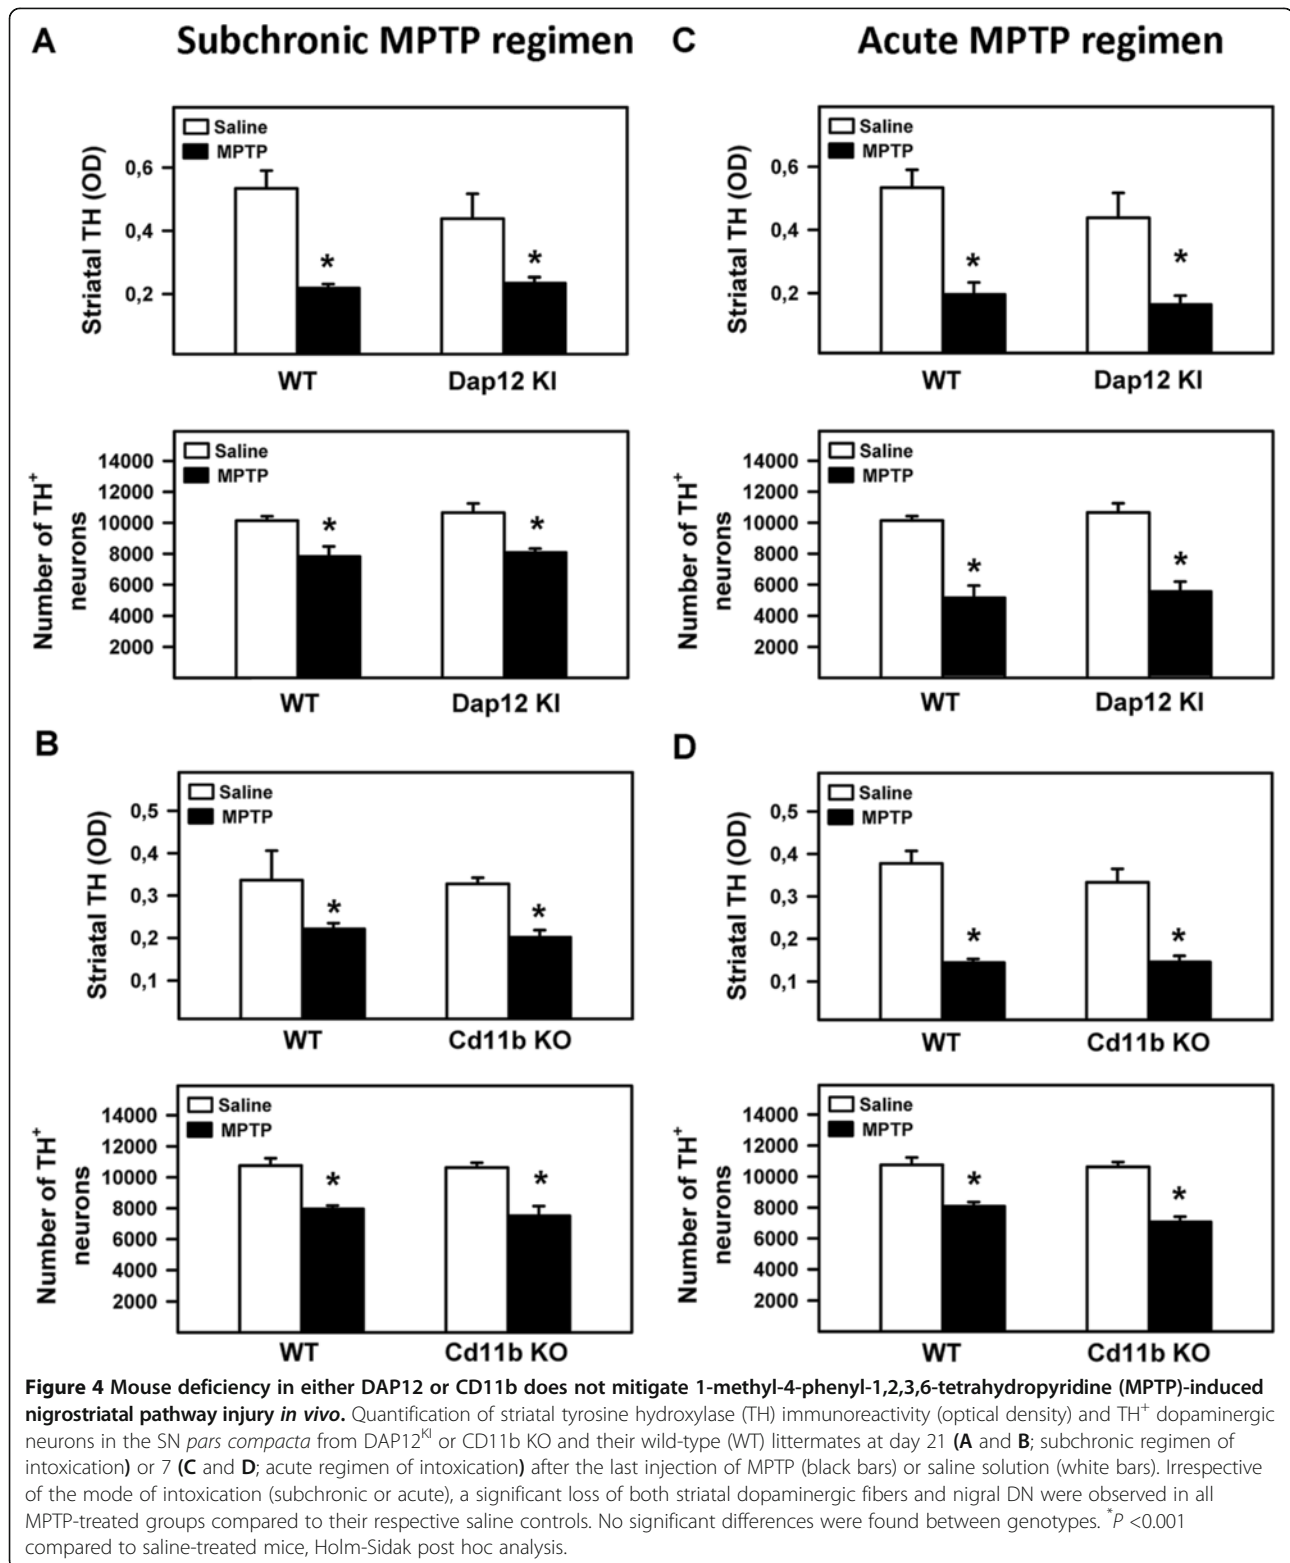 A Subchronic MPTP regimen
C Acute MPTP regimen
Saline
MPTP
Striatal TH (OD)
0,6
0,4
0,2
WT Dap12 KI
Saline
MPTP
Striatal TH (OD)
0,6
0,4
0,2
WT Dap12 KI
Saline
MPTP
Number of TH+
neurons
14000
12000
10000
8000
6000
4000
2000
WT Dap12 KI
Saline
MPTP
Number of TH+
neurons
14000
12000
10000
8000
6000
4000
2000
WT Dap12 KI
B
Saline
MPTP
Striatal TH (OD)
0,5
0,4
0,3
0,2
0,1
WT Cd11b KO
D
Saline
MPTP
Striatal TH (OD)
0,5
0,4
0,3
0,2
0,1
WT Cd11b KO
Saline
MPTP
Number of TH+
neurons
14000
12000
10000
8000
6000
4000
2000
WT Cd11b KO
Saline
MPTP
Number of TH+
neurons
14000
12000
10000
8000
6000
4000
2000
WT Cd11b KO
* * * *
* * * *
* * * *
* * * *
Figure 4 Mouse deficiency in either DAP12 or CD11b does not mitigate 1-methyl-4-phenyl-1,2,3,6-tetrahydropyridine (MPTP)-induced
nigrostriatal pathway injury in vivo. Quantification of striatal tyrosine hydroxylase (TH) immunoreactivity (optical density) and TH+ dopaminergic
neurons in the SN pars compacta from DAP12KI or CD11b KO and their wild-type (WT) littermates at day 21 (A and B; subchronic regimen of
intoxication) or 7 (C and D; acute regimen of intoxication) after the last injection of MPTP (black bars) or saline solution (white bars). Irrespective
of the mode of intoxication (subchronic or acute), a significant loss of both striatal dopaminergic fibers and nigral DN were observed in all
MPTP-treated groups compared to their respective saline controls. No significant differences were found between genotypes. *P <0.001
compared to saline-treated mice, Holm-Sidak post hoc analysis.